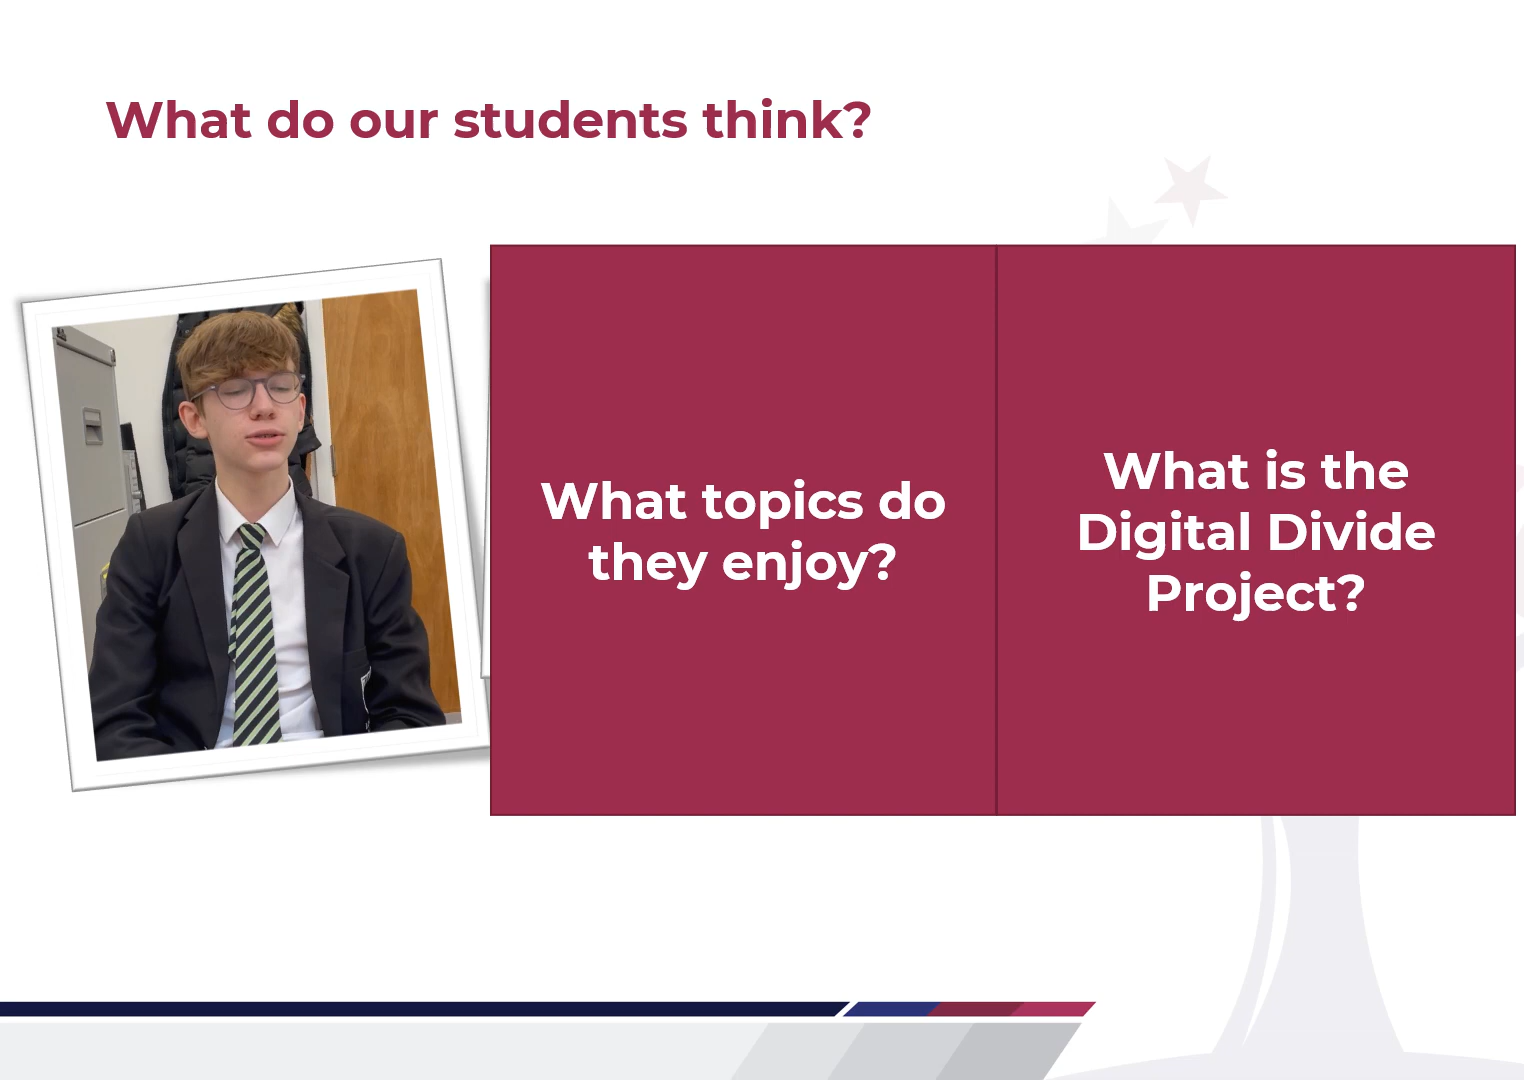 What do our students think?
What topics do
they enjoy?
What is the
Digital Divide
Project?